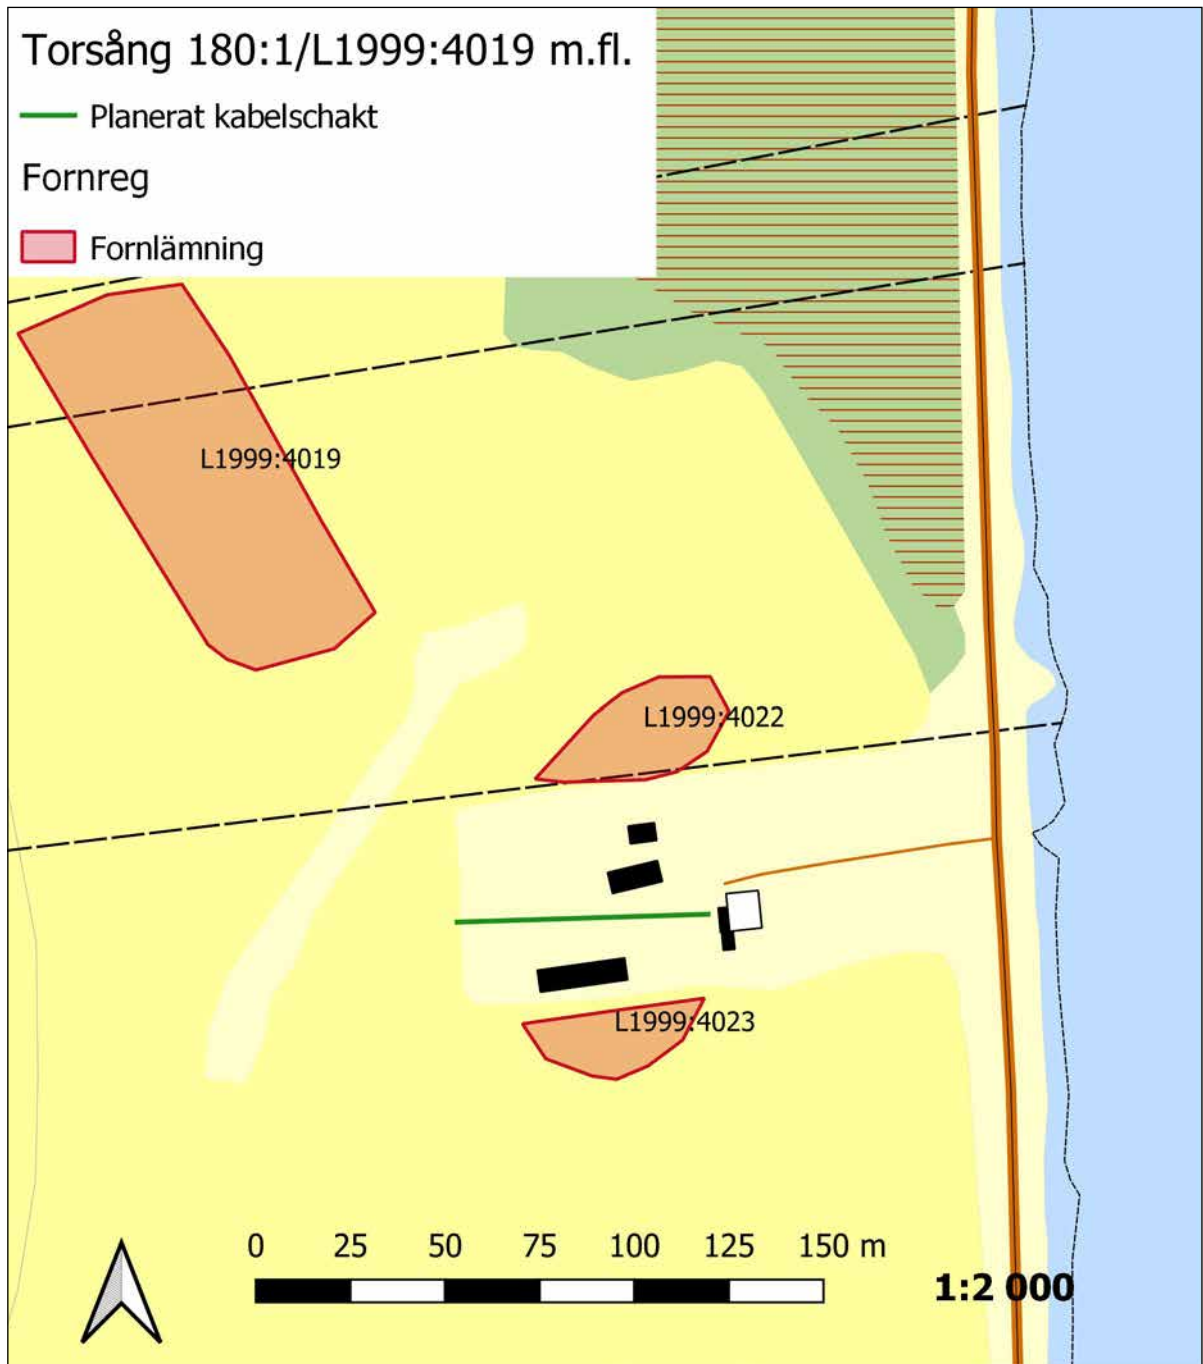 Torsång 180:1/L1999:4019 m.fl.
Planerat kabelschakt
Fornreg
Fornlämning
L1999:4019
L1999:4022
L1999:4023
0 25 50 75 100 125 150 m
1:2 000